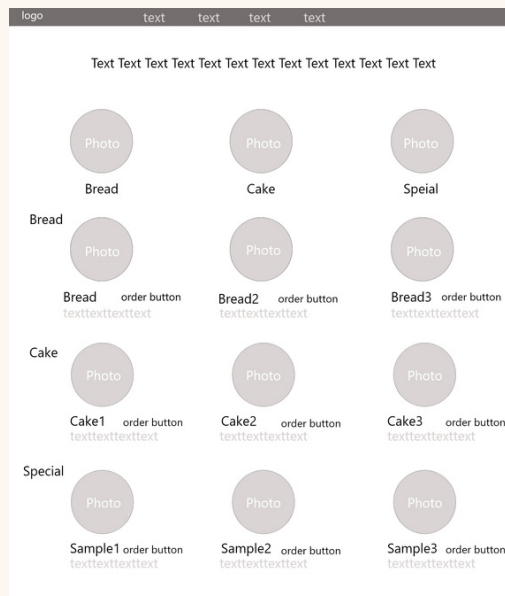 logo text text text text
Text Text Text Text Text Text Text Text Text Text Text Text Text
Photo Photo Photo
Bread Cake Speial
Bread
Photo Photo Photo
Bread order button Bread2 order button Bread3 order button
texttexttexttext texttexttexttext texttexttexttext
Cake
Photo Photo Photo
Cake1 order button Cake2 order button Cake3 order button
texttexttexttext texttexttexttext texttexttexttext
Special
Photo Photo Photo
Sample1 order button Sample2 order button Sample3 order button
texttexttexttext texttexttexttext texttexttexttext